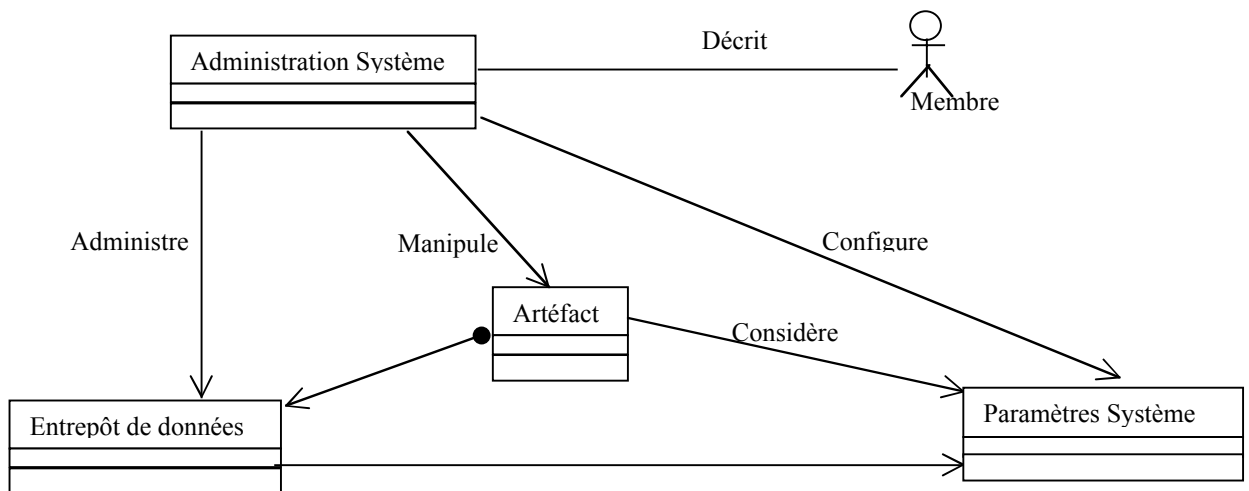 Décrit
Administration Système
Membre
Administre
Manipule
Configure
Artéfact
Considère
Entrepôt de données
Paramètres Système